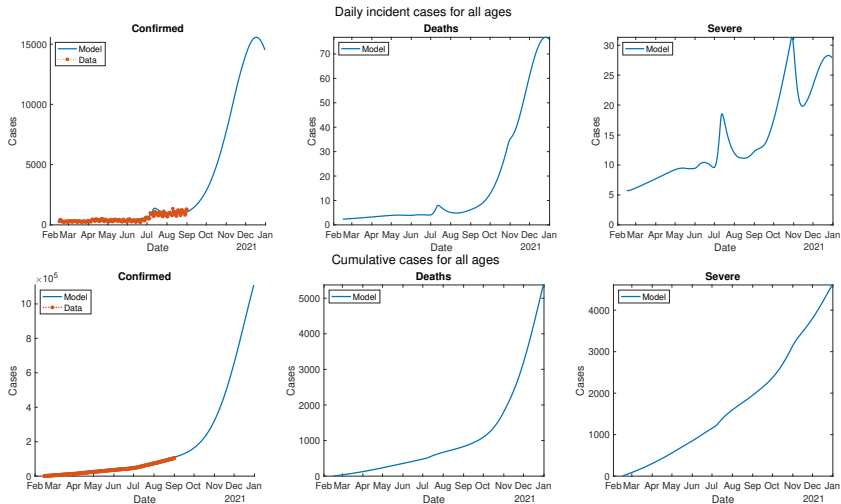 Daily incident cases for all ages
Confirmed
15000
10000
5000
0
Cases
Model
Data
Feb Mar Apr May Jun Jul Aug Sep Oct Nov Dec Jan
Date
2021
Deaths
70
60
50
40
30
20
10
0
Cases
Model
Feb Mar Apr May Jun Jul Aug Sep Oct Nov Dec Jan
Date
2021
Severe
30
25
20
15
10
5
0
Cases
Model
Feb Mar Apr May Jun Jul Aug Sep Oct Nov Dec Jan
Date
2021
Cumulative cases for all ages
Confirmed
× 10⁵
10
8
6
4
2
0
Cases
Model
Data
Feb Mar Apr May Jun Jul Aug Sep Oct Nov Dec Jan
Date
2021
Deaths
5000
4000
3000
2000
1000
0
Cases
Model
Feb Mar Apr May Jun Jul Aug Sep Oct Nov Dec Jan
Date
2021
Severe
4000
3000
2000
1000
0
Cases
Model
Feb Mar Apr May Jun Jul Aug Sep Oct Nov Dec Jan
Date
2021